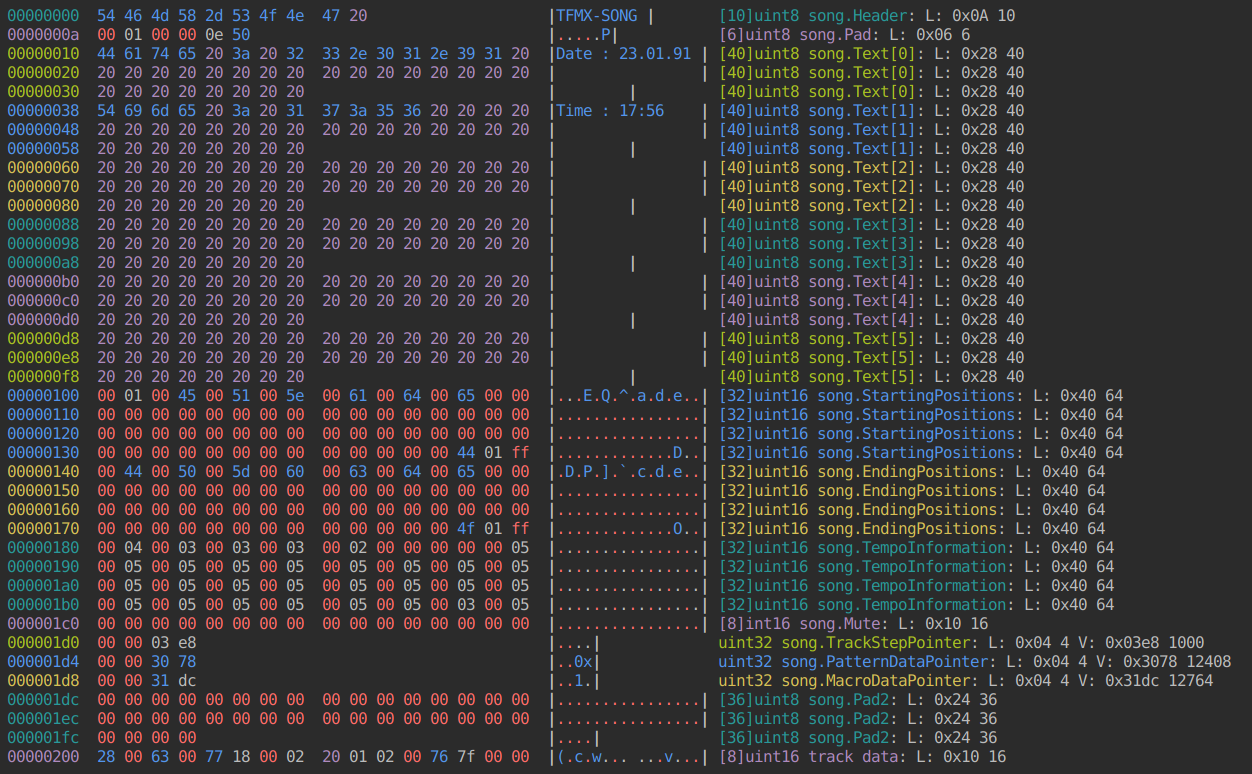 00000000 54 46 4d 58 2d 53 4f 4e 47 20 |TFMX-SONG | [10]uint8 song.Header: L: 0x0A 10
0000000a 00 01 00 00 0e 50 |.....P| [6]uint8 song.Pad: L: 0x06 6
00000010 44 61 74 65 20 3a 20 32 33 2e 30 31 2e 39 31 20 |Date : 23.01.91 | [40]uint8 song.Text[0]: L: 0x28 40
00000020 20 20 20 20 20 20 20 20 20 20 20 20 20 20 20 20 |                | [40]uint8 song.Text[0]: L: 0x28 40
00000030 20 20 20 20 20 20 20 20 |        | [40]uint8 song.Text[0]: L: 0x28 40
00000038 54 69 6d 65 20 3a 20 31 37 3a 35 36 20 20 20 20 |Time : 17:56    | [40]uint8 song.Text[1]: L: 0x28 40
00000048 20 20 20 20 20 20 20 20 20 20 20 20 20 20 20 20 |                | [40]uint8 song.Text[1]: L: 0x28 40
00000058 20 20 20 20 20 20 20 20 |        | [40]uint8 song.Text[1]: L: 0x28 40
00000060 20 20 20 20 20 20 20 20 20 20 20 20 20 20 20 20 |                | [40]uint8 song.Text[2]: L: 0x28 40
00000070 20 20 20 20 20 20 20 20 20 20 20 20 20 20 20 20 |                | [40]uint8 song.Text[2]: L: 0x28 40
00000080 20 20 20 20 20 20 20 20 |        | [40]uint8 song.Text[2]: L: 0x28 40
00000088 20 20 20 20 20 20 20 20 20 20 20 20 20 20 20 20 |                | [40]uint8 song.Text[3]: L: 0x28 40
00000098 20 20 20 20 20 20 20 20 20 20 20 20 20 20 20 20 |                | [40]uint8 song.Text[3]: L: 0x28 40
000000a8 20 20 20 20 20 20 20 20 |        | [40]uint8 song.Text[3]: L: 0x28 40
000000b0 20 20 20 20 20 20 20 20 20 20 20 20 20 20 20 20 |                | [40]uint8 song.Text[4]: L: 0x28 40
000000c0 20 20 20 20 20 20 20 20 20 20 20 20 20 20 20 20 |                | [40]uint8 song.Text[4]: L: 0x28 40
000000d0 20 20 20 20 20 20 20 20 |        | [40]uint8 song.Text[4]: L: 0x28 40
000000d8 20 20 20 20 20 20 20 20 20 20 20 20 20 20 20 20 |                | [40]uint8 song.Text[5]: L: 0x28 40
000000e8 20 20 20 20 20 20 20 20 20 20 20 20 20 20 20 20 |                | [40]uint8 song.Text[5]: L: 0x28 40
000000f8 20 20 20 20 20 20 20 20 |        | [40]uint8 song.Text[5]: L: 0x28 40
00000100 00 01 00 45 00 51 00 5e 00 61 00 64 00 65 00 00 |...E.Q.^.a.d.e..| [32]uint16 song.StartingPositions: L: 0x40 64
00000110 00 00 00 00 00 00 00 00 00 00 00 00 00 00 00 00 |................| [32]uint16 song.StartingPositions: L: 0x40 64
00000120 00 00 00 00 00 00 00 00 00 00 00 00 00 00 00 00 |................| [32]uint16 song.StartingPositions: L: 0x40 64
00000130 00 00 00 00 00 00 00 00 00 00 00 00 00 44 01 ff |.............D..| [32]uint16 song.StartingPositions: L: 0x40 64
00000140 00 44 00 50 00 5d 00 60 00 63 00 64 00 65 00 00 |.D.P.].`.c.d.e..| [32]uint16 song.EndingPositions: L: 0x40 64
00000150 00 00 00 00 00 00 00 00 00 00 00 00 00 00 00 00 |................| [32]uint16 song.EndingPositions: L: 0x40 64
00000160 00 00 00 00 00 00 00 00 00 00 00 00 00 00 00 00 |................| [32]uint16 song.EndingPositions: L: 0x40 64
00000170 00 00 00 00 00 00 00 00 00 00 00 00 00 4f 01 ff |.............O..| [32]uint16 song.EndingPositions: L: 0x40 64
00000180 00 04 00 03 00 03 00 03 00 02 00 00 00 00 00 05 |................| [32]uint16 song.TempoInformation: L: 0x40 64
00000190 00 05 00 05 00 05 00 05 00 05 00 05 00 05 00 05 |................| [32]uint16 song.TempoInformation: L: 0x40 64
000001a0 00 05 00 05 00 05 00 05 00 05 00 05 00 05 00 05 |................| [32]uint16 song.TempoInformation: L: 0x40 64
000001b0 00 05 00 05 00 05 00 05 00 05 00 05 00 03 00 05 |................| [32]uint16 song.TempoInformation: L: 0x40 64
000001c0 00 00 00 00 00 00 00 00 00 00 00 00 00 00 00 00 |................| [8]int16 song.Mute: L: 0x10 16
000001d0 00 00 03 e8 |....| uint32 song.TrackStepPointer: L: 0x04 4 V: 0x03e8 1000
000001d4 00 00 30 78 |..0x| uint32 song.PatternDataPointer: L: 0x04 4 V: 0x3078 12408
000001d8 00 00 31 dc |..1.| uint32 song.MacroDataPointer: L: 0x04 4 V: 0x31dc 12764
000001dc 00 00 00 00 00 00 00 00 00 00 00 00 00 00 00 00 |................| [36]uint8 song.Pad2: L: 0x24 36
000001ec 00 00 00 00 00 00 00 00 00 00 00 00 00 00 00 00 |................| [36]uint8 song.Pad2: L: 0x24 36
000001fc 00 00 00 00 |....| [36]uint8 song.Pad2: L: 0x24 36
00000200 28 00 63 00 77 18 00 02 20 01 02 00 76 7f 00 00 |(.c.w... ...v...| [8]uint16 track data: L: 0x10 16